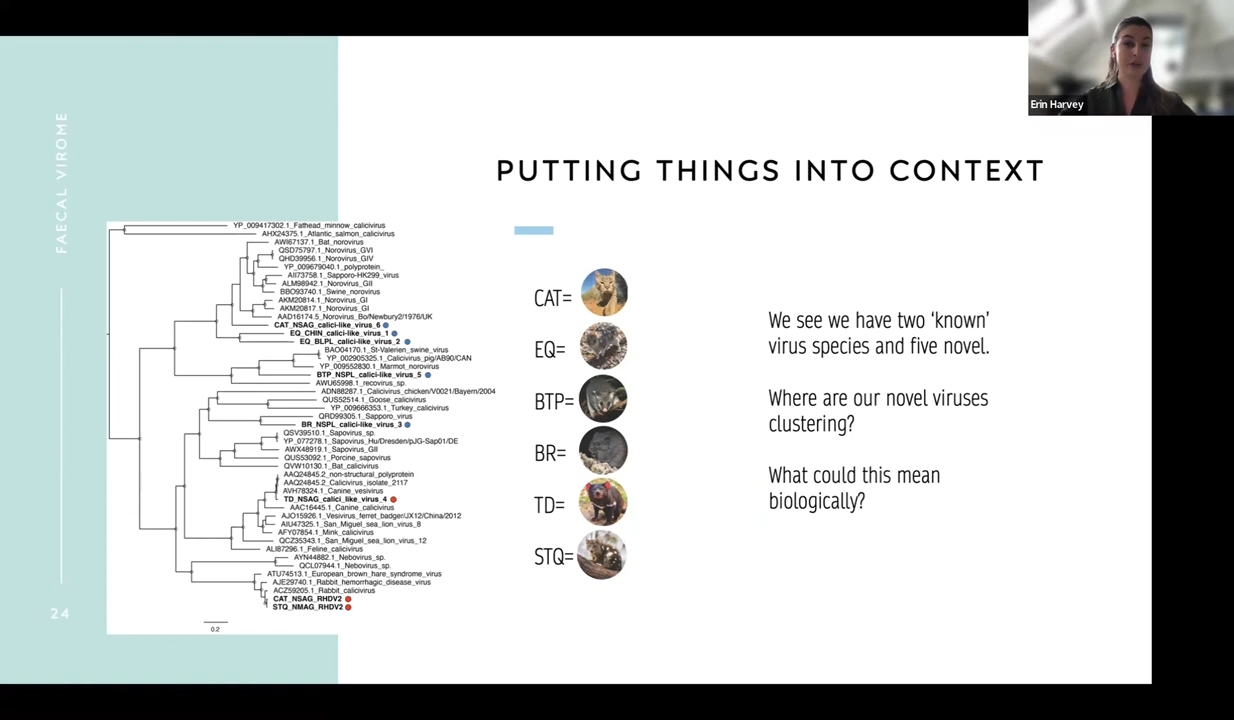 Erin Harvey
FAECAL VIROME
24
PUTTING THINGS INTO CONTEXT
YP_009417302.1_Fathead_minnow_calicivirus
AHX24375.1_Atlantic_salmon_calicivirus
AWI67137.1_Bat_norovirus
QSD75797.1_Norovirus_GVI
QHD39956.1_Norovirus_GIV
YP_009679040.1_polyprotein_
AII73758.1_Sapporo-HK299_virus
ALM98942.1_Norovirus_GII
BBO93740.1_Swine_norovirus
AKM20814.1_Norovirus_GI
AKM20817.1_Norovirus_GI
AAD16174.5_Norovirus_Bo/Newbury2/1976/UK
CAT_NSAG_calici-like_virus_6
EQ_CHIN_calici-like_virus_1
EQ_BLPL_calici-like_virus_2
BAO04170.1_St-Valerien_swine_virus
YP_002905325.1_Calicivirus_pig/AB90/CAN
YP_009552830.1_Marmot_norovirus
BTP_NSPL_calici-like_virus_5
AWU65998.1_recovirus_sp.
ADN88287.1_Calicivirus_chicken/V0021/Bayern/2004
QUS52514.1_Goose_calicivirus
YP_009666353.1_Turkey_calicivirus
QRD99305.1_Sapporo_virus
BR_NSPL_calici-like_virus_3
QSV39510.1_Sapovirus_sp.
YP_077278.1_Sapovirus_Hu/Dresden/pJG-Sap01/DE
AWX48919.1_Sapovirus_GII
QUS53092.1_Porcine_sapovirus
QVW10130.1_Bat_calicivirus
AAQ24845.2_non-structural_polyprotein
AAQ24845.2_Calicivirus_isolate_2117
AVH78324.1_Canine_vesivirus
TD_NSAG_calici_like_virus_4
AAC16445.1_Canine_calicivirus
AJO15926.1_Vesivirus_ferret_badger/JX12/China/2012
AIU47325.1_San_Miguel_sea_lion_virus_8
AFY07854.1_Mink_calicivirus
QCZ35343.1_San_Miguel_sea_lion_virus_12
ALI87296.1_Feline_calicivirus
AYN44882.1_Nebovirus_sp.
QCL07944.1_Nebovirus_sp.
ATU74513.1_European_brown_hare_syndrome_virus
AJE29740.1_Rabbit_hemorrhagic_disease_virus
ACZ59205.1_Rabbit_calicivirus
CAT_NSAG_RHDV2
STQ_NMAG_RHDV2
0.2
CAT=
EQ=
BTP=
BR=
TD=
STQ=
We see we have two ‘known’
virus species and five novel.
Where are our novel viruses
clustering?
What could this mean
biologically?